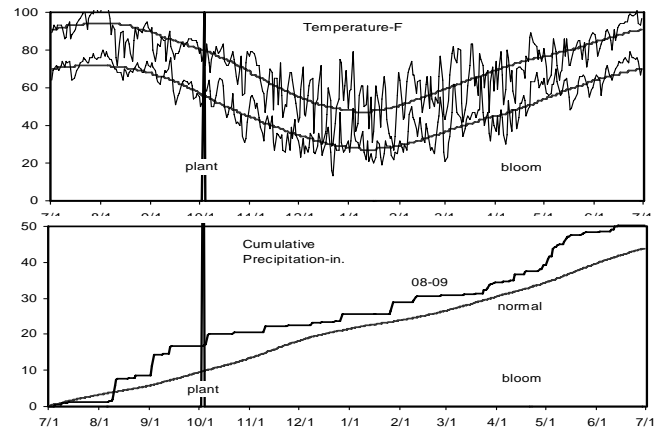 100
Temperature-F
80
60
40
20
plant
bloom
0
7/1 8/1 9/1 10/1 11/1 12/1 1/1 2/1 3/1 4/1 5/1 6/1 7/1
50
Cumulative
Precipitation-in.
40
08-09
30
normal
20
10
bloom
plant
0
7/1 8/1 9/1 10/1 11/1 12/1 1/1 2/1 3/1 4/1 5/1 6/1 7/1